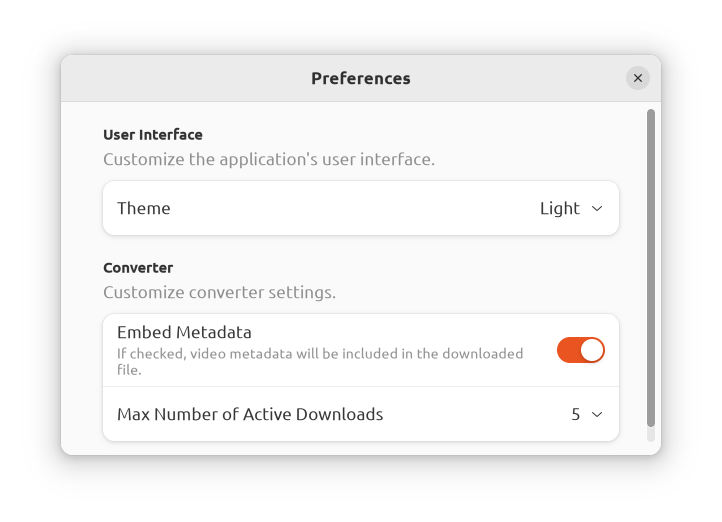 Preferences
User Interface
Customize the application's user interface.
Theme
Light
Converter
Customize converter settings.
Embed Metadata
If checked, video metadata will be included in the downloaded
file.
Max Number of Active Downloads
5